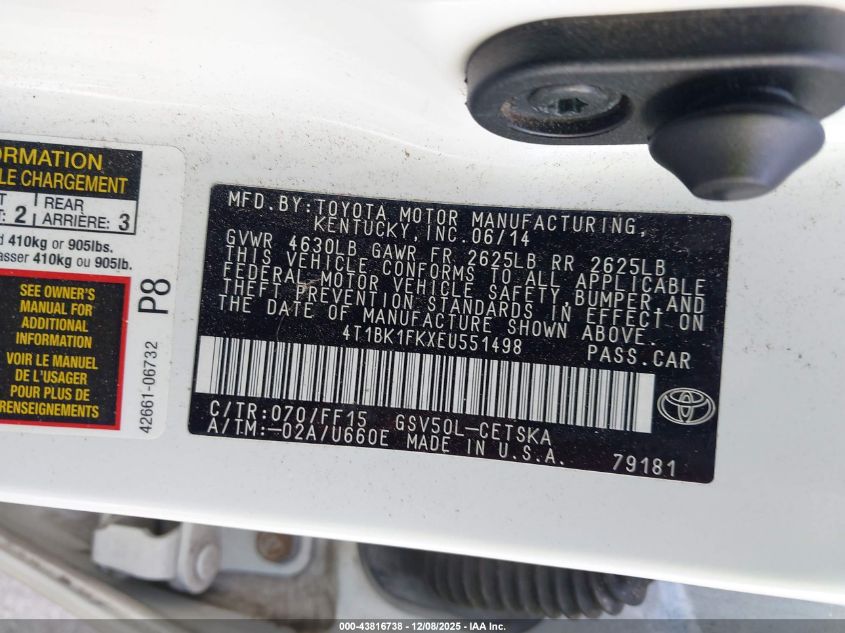 ORMATION
LE CHARGEMENT
T: 2 REAR ARRIÈRE: 3
d 410kg or 905lbs.
asser 410kg ou 905lb.
SEE OWNER'S
MANUAL FOR
ADDITIONAL
INFORMATION
VOIR LE MANUEL
DE L'USAGER
POUR PLUS DE
RENSEIGNEMENTS
P8
42661-06732
MFD.BY:TOYOTA MOTOR MANUFACTURING,
KENTUCKY,INC.06/14
GVWR 4630LB GAWR FR 2625LB RR 2625LB
THIS VEHICLE CONFORMS TO ALL APPLICABLE
FEDERAL MOTOR VEHICLE SAFETY,BUMPER,AND
THEFT PREVENTION STANDARDS IN EFFECT ON
THE DATE OF MANUFACTURE SHOWN ABOVE.
4T1BK1FKXEU551498 PASS.CAR
C/TR:070/FF15 GSV50L-CETSKA
A/TM:-02A/U660E MADE IN U.S.A.
79181
000-43816738 - 12/08/2025 - IAA Inc.